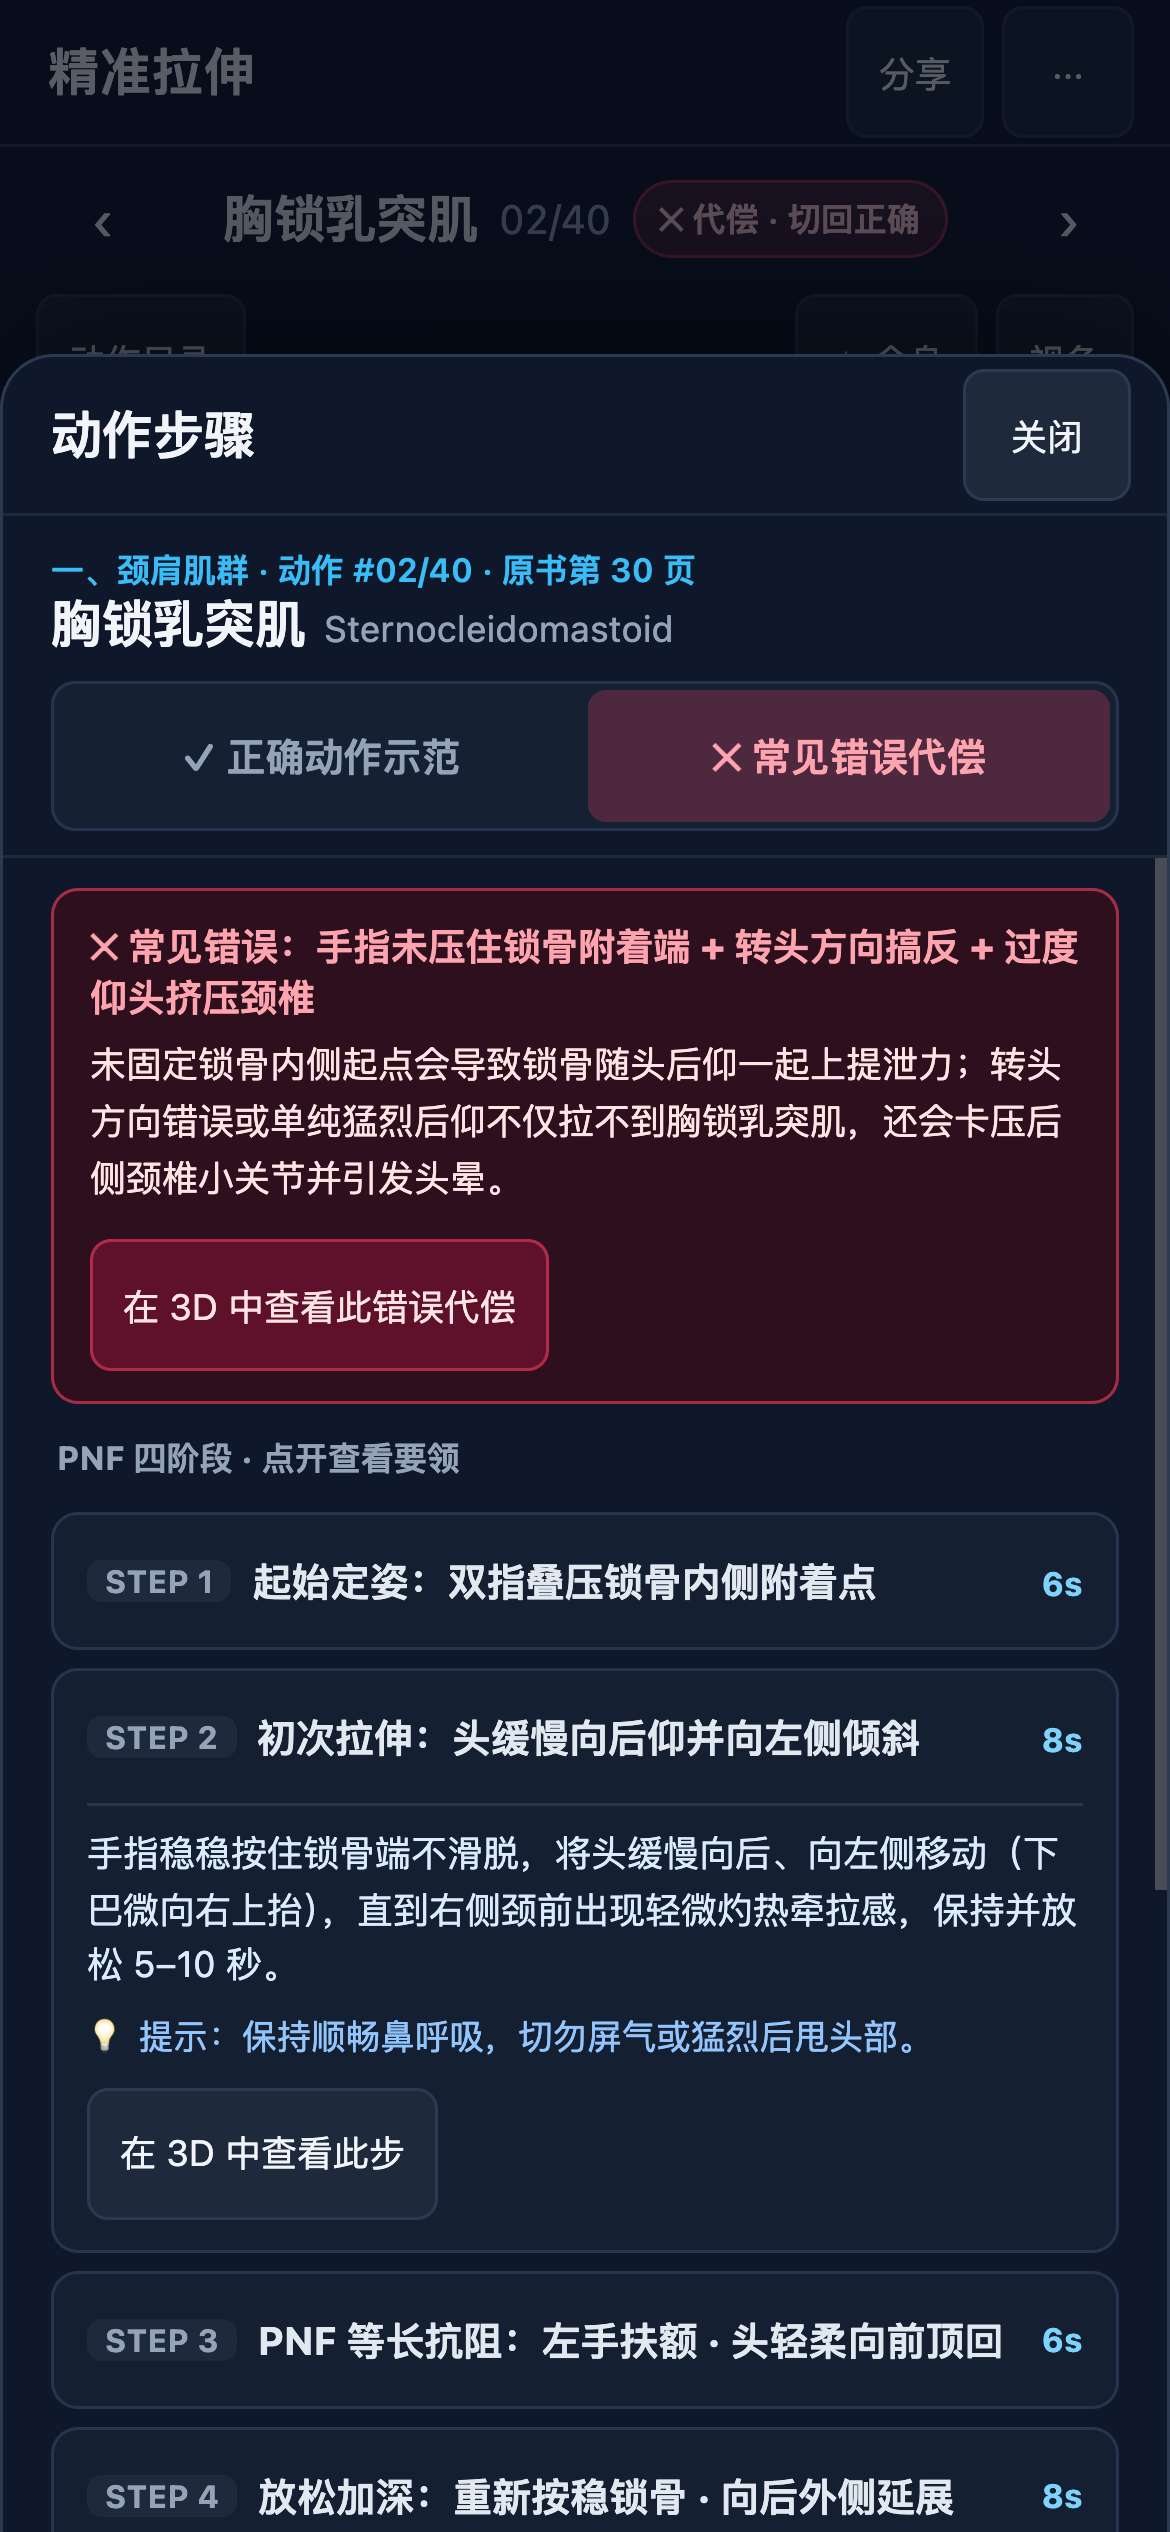 精准拉伸
分享
···
‹ 胸锁乳突肌 02/40 ✕ 代偿 · 切回正确 ›
动作目录
全身
视角
动作步骤
关闭
一、颈肩肌群 · 动作 #02/40 · 原书第 30 页
胸锁乳突肌 Sternocleidomastoid
✓ 正确动作示范
✕ 常见错误代偿
✕ 常见错误：手指未压住锁骨附着端 + 转头方向搞反 + 过度
仰头挤压颈椎
未固定锁骨内侧起点会导致锁骨随头后仰一起上提泄力；转头
方向错误或单纯猛烈后仰不仅拉不到胸锁乳突肌，还会卡压后
侧颈椎小关节并引发头晕。
在 3D 中查看此错误代偿
PNF 四阶段 · 点开查看要领
STEP 1 起始定姿：双指叠压锁骨内侧附着点 6s
STEP 2 初次拉伸：头缓慢向后仰并向左侧倾斜 8s
手指稳稳按住锁骨端不滑脱，将头缓慢向后、向左侧移动（下
巴微向右上抬），直到右侧颈前出现轻微灼热牵拉感，保持并放
松 5–10 秒。
💡 提示：保持顺畅鼻呼吸，切勿屏气或猛烈后甩头部。
在 3D 中查看此步
STEP 3 PNF 等长抗阻：左手扶额 · 头轻柔向前顶回 6s
STEP 4 放松加深：重新按稳锁骨 · 向后外侧延展 8s